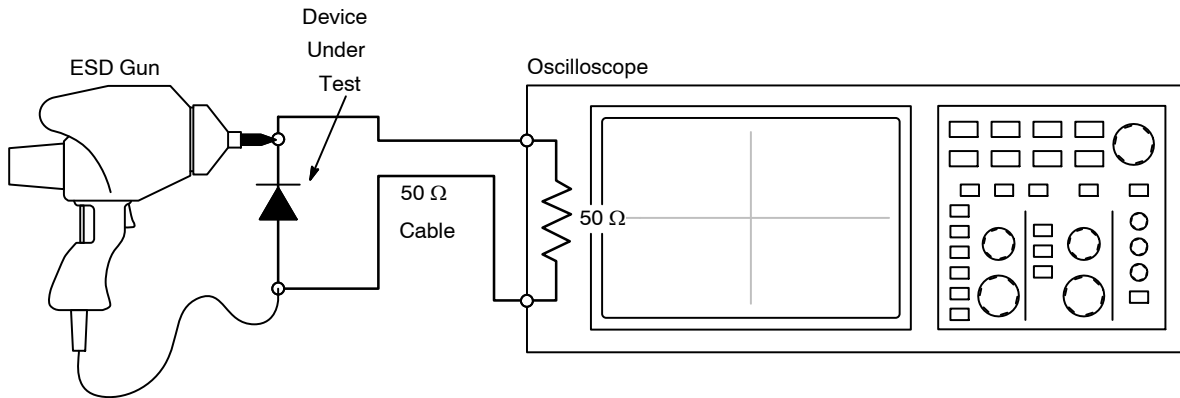 Device
Under
Test
ESD Gun
Oscilloscope
50 Ω
Cable
50 Ω